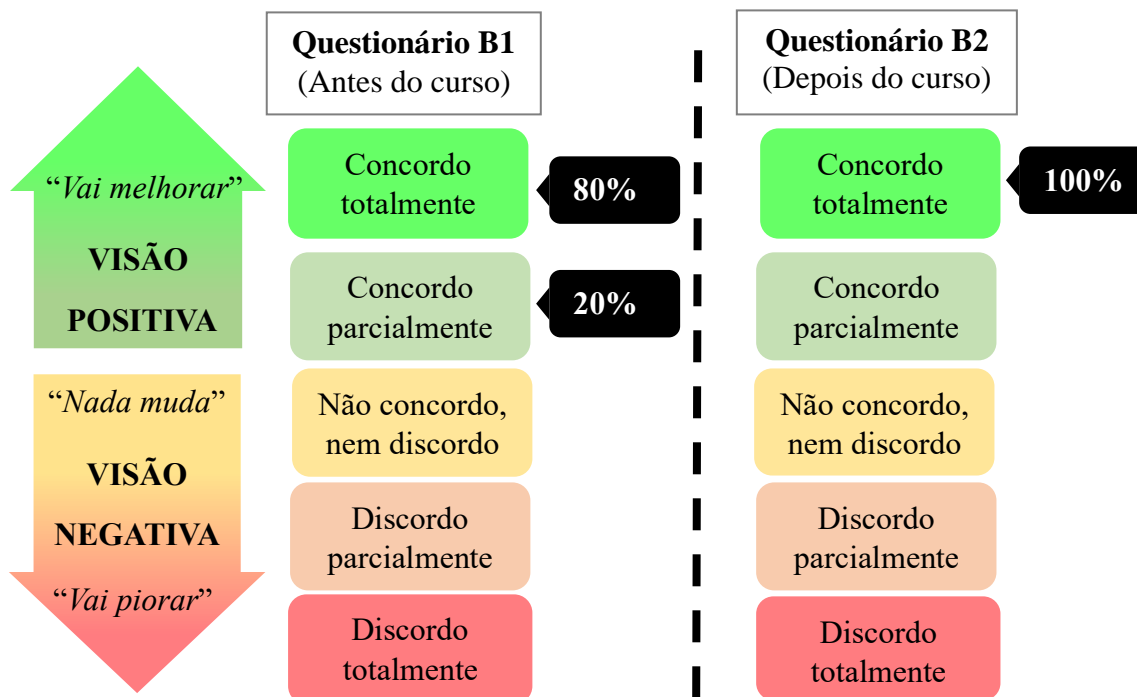 Questionário B1
(Antes do curso)
Questionário B2
(Depois do curso)
“Vai melhorar”
VISÃO
POSITIVA
“Nada muda”
VISÃO
NEGATIVA
“Vai piorar”
Concordo
totalmente
80%
Concordo
parcialmente
20%
Não concordo,
nem discordo
Discordo
parcialmente
Discordo
totalmente
Concordo
totalmente
100%
Concordo
parcialmente
Não concordo,
nem discordo
Discordo
parcialmente
Discordo
totalmente